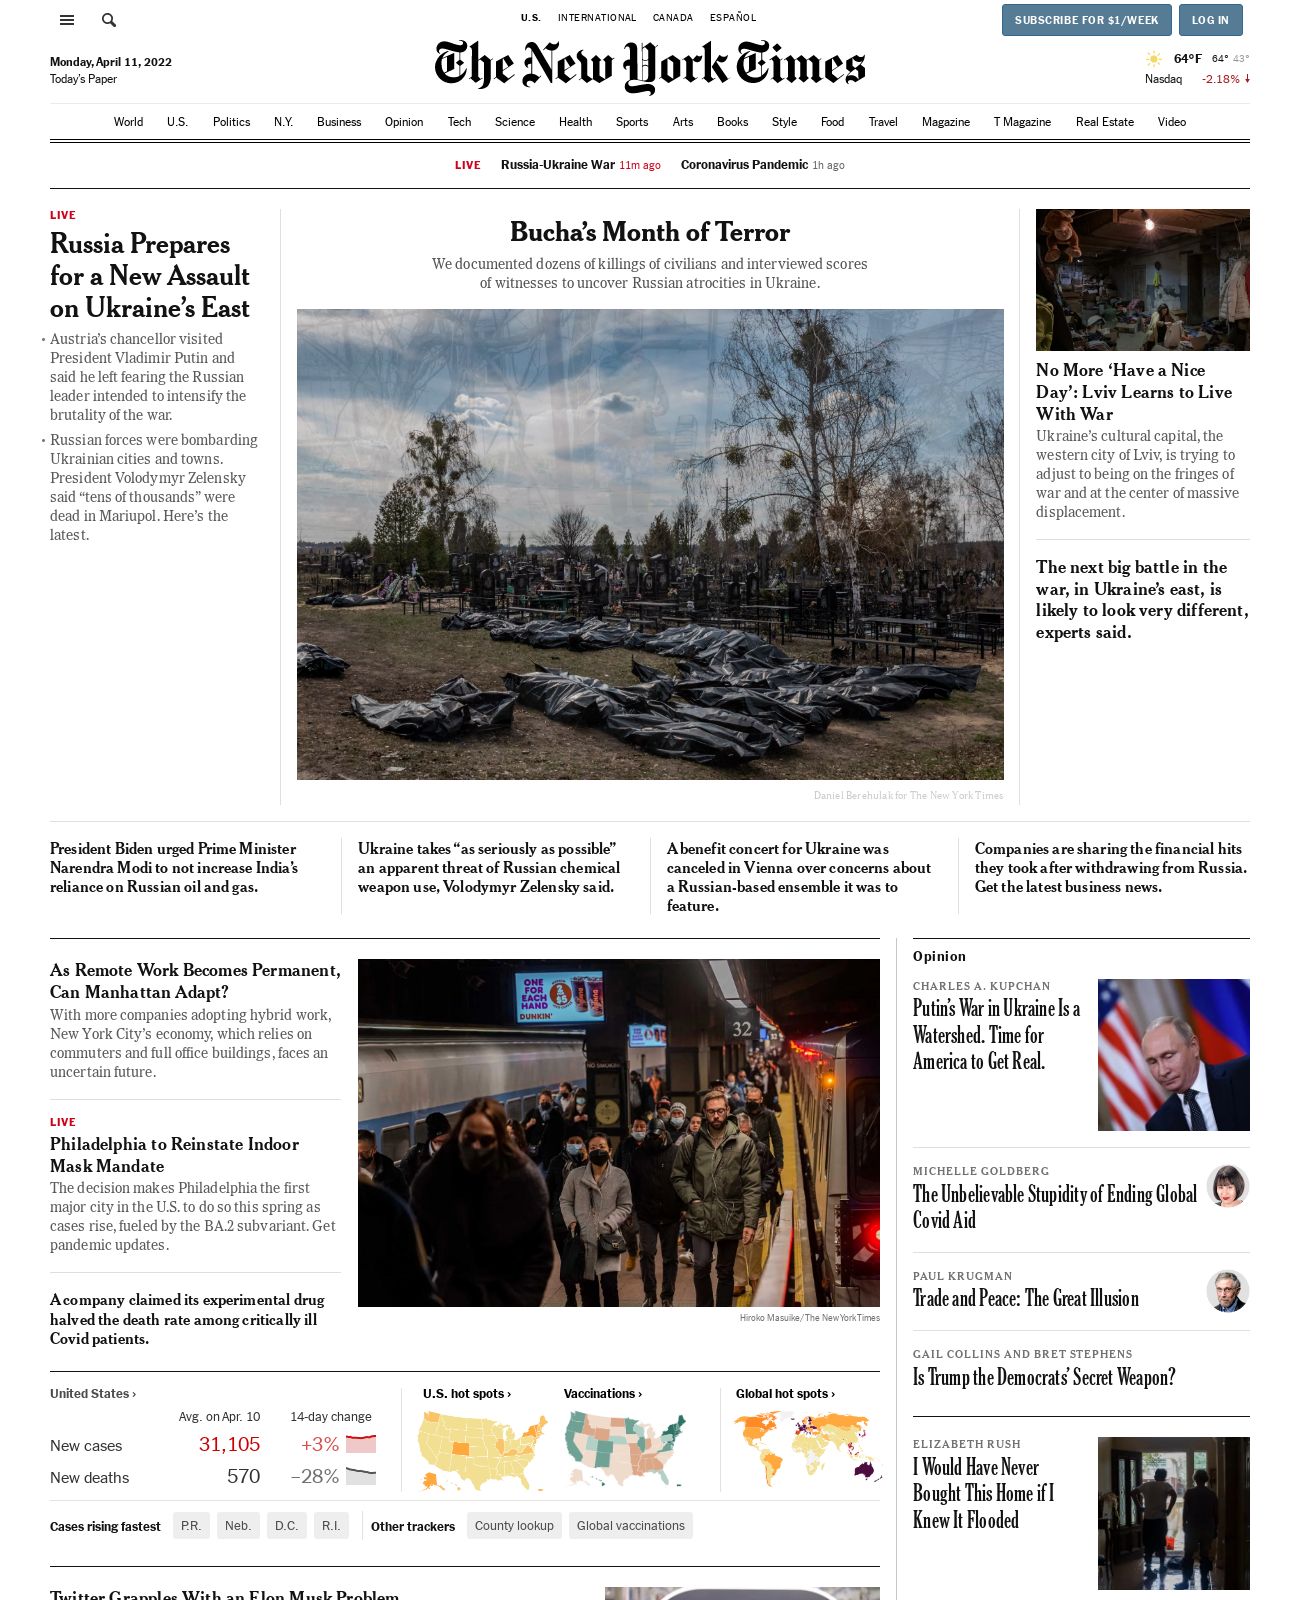 U.S. INTERNATIONAL CANADA ESPAÑOL
SUBSCRIBE FOR $1/WEEK LOG IN
Monday, April 11, 2022
Today's Paper
The New York Times
64°F 64° 43°
Nasdaq -2.18%
World U.S. Politics N.Y. Business Opinion Tech Science Health Sports Arts Books Style Food Travel Magazine T Magazine Real Estate Video
LIVE Russia-Ukraine War 11m ago Coronavirus Pandemic 1h ago
LIVE
Russia Prepares
for a New Assault
on Ukraine's East
• Austria's chancellor visited
President Vladimir Putin and
said he left fearing the Russian
leader intended to intensify the
brutality of the war.
• Russian forces were bombarding
Ukrainian cities and towns.
President Volodymyr Zelensky
said “tens of thousands” were
dead in Mariupol. Here's the
latest.
Bucha's Month of Terror
We documented dozens of killings of civilians and interviewed scores
of witnesses to uncover Russian atrocities in Ukraine.
Daniel Berehulak for The New York Times
No More ‘Have a Nice
Day’: Lviv Learns to Live
With War
Ukraine's cultural capital, the
western city of Lviv, is trying to
adjust to being on the fringes of
war and at the center of massive
displacement.
The next big battle in the
war, in Ukraine's east, is
likely to look very different,
experts said.
President Biden urged Prime Minister
Narendra Modi to not increase India's
reliance on Russian oil and gas.
Ukraine takes “as seriously as possible”
an apparent threat of Russian chemical
weapon use, Volodymyr Zelensky said.
A benefit concert for Ukraine was
canceled in Vienna over concerns about
a Russian-based ensemble it was to
feature.
Companies are sharing the financial hits
they took after withdrawing from Russia.
Get the latest business news.
As Remote Work Becomes Permanent,
Can Manhattan Adapt?
With more companies adopting hybrid work,
New York City's economy, which relies on
commuters and full office buildings, faces an
uncertain future.
LIVE
Philadelphia to Reinstate Indoor
Mask Mandate
The decision makes Philadelphia the first
major city in the U.S. to do so this spring as
cases rise, fueled by the BA.2 subvariant. Get
pandemic updates.
A company claimed its experimental drug
halved the death rate among critically ill
Covid patients.
ONE
FOR
EACH
HAND
DUNKIN'
32
NO SMOKING
Hiroko Masuike/The New York Times
United States ›
Avg. on Apr. 10 14-day change
New cases 31,105 +3%
New deaths 570 –28%
U.S. hot spots › Vaccinations › Global hot spots ›
Cases rising fastest P.R. Neb. D.C. R.I. Other trackers County lookup Global vaccinations
Twitter Grapples With an Elon Musk Problem
Opinion
CHARLES A. KUPCHAN
Putin's War in Ukraine Is a
Watershed. Time for
America to Get Real.
MICHELLE GOLDBERG
The Unbelievable Stupidity of Ending Global
Covid Aid
PAUL KRUGMAN
Trade and Peace: The Great Illusion
GAIL COLLINS AND BRET STEPHENS
Is Trump the Democrats' Secret Weapon?
ELIZABETH RUSH
I Would Have Never
Bought This Home if I
Knew It Flooded